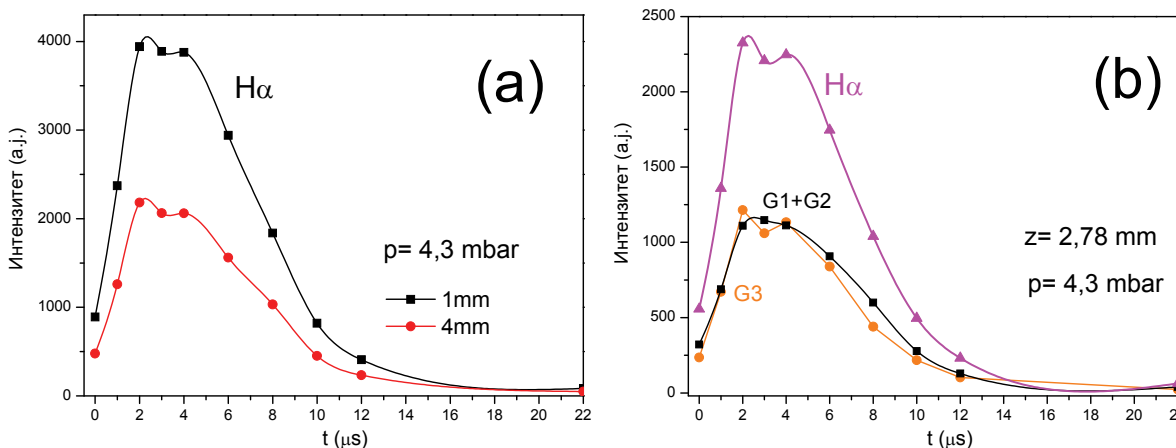 (a)
Hα
p= 4,3 mbar
1mm
4mm
Интензитет (a.j.)
4000
3000
2000
1000
0
0 2 4 6 8 10 12 14 16 18 20 22
t (μs)
(b)
Hα
G1+G2
G3
z= 2,78 mm
p= 4,3 mbar
Интензитет (a.j.)
2500
2000
1500
1000
500
0
0 2 4 6 8 10 12 14 16 18 20 22
t (μs)